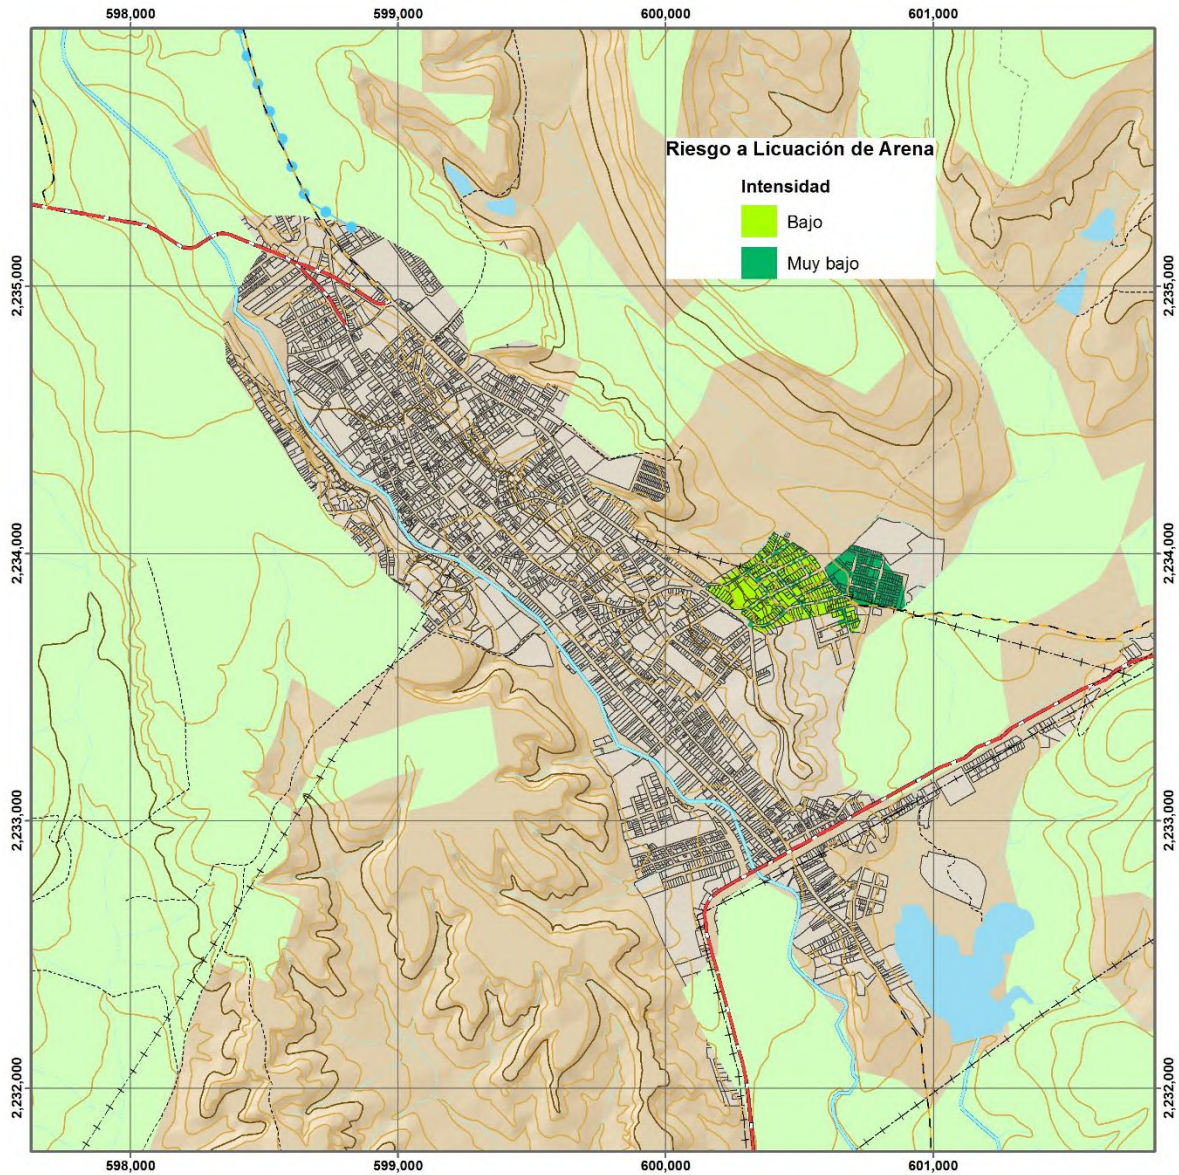 598,000 599,000 600,000 601,000
Riesgo a Licuación de Arena
Intensidad
Bajo
Muy bajo
2,235,000 2,235,000
2,234,000 2,234,000
2,233,000 2,233,000
2,232,000 2,232,000
598,000 599,000 600,000 601,000